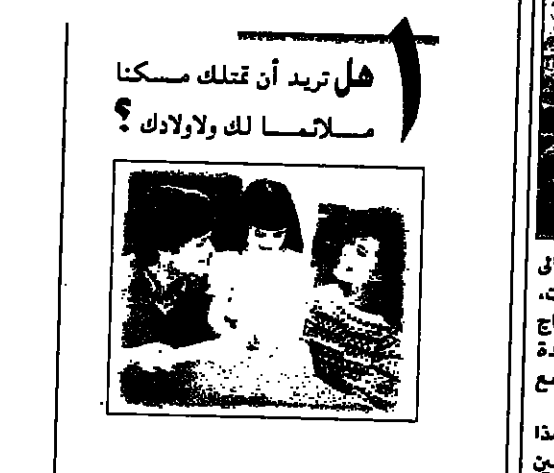 هل تريد أن تمتلك مسكنا
ملائما لك ولاولادك ؟